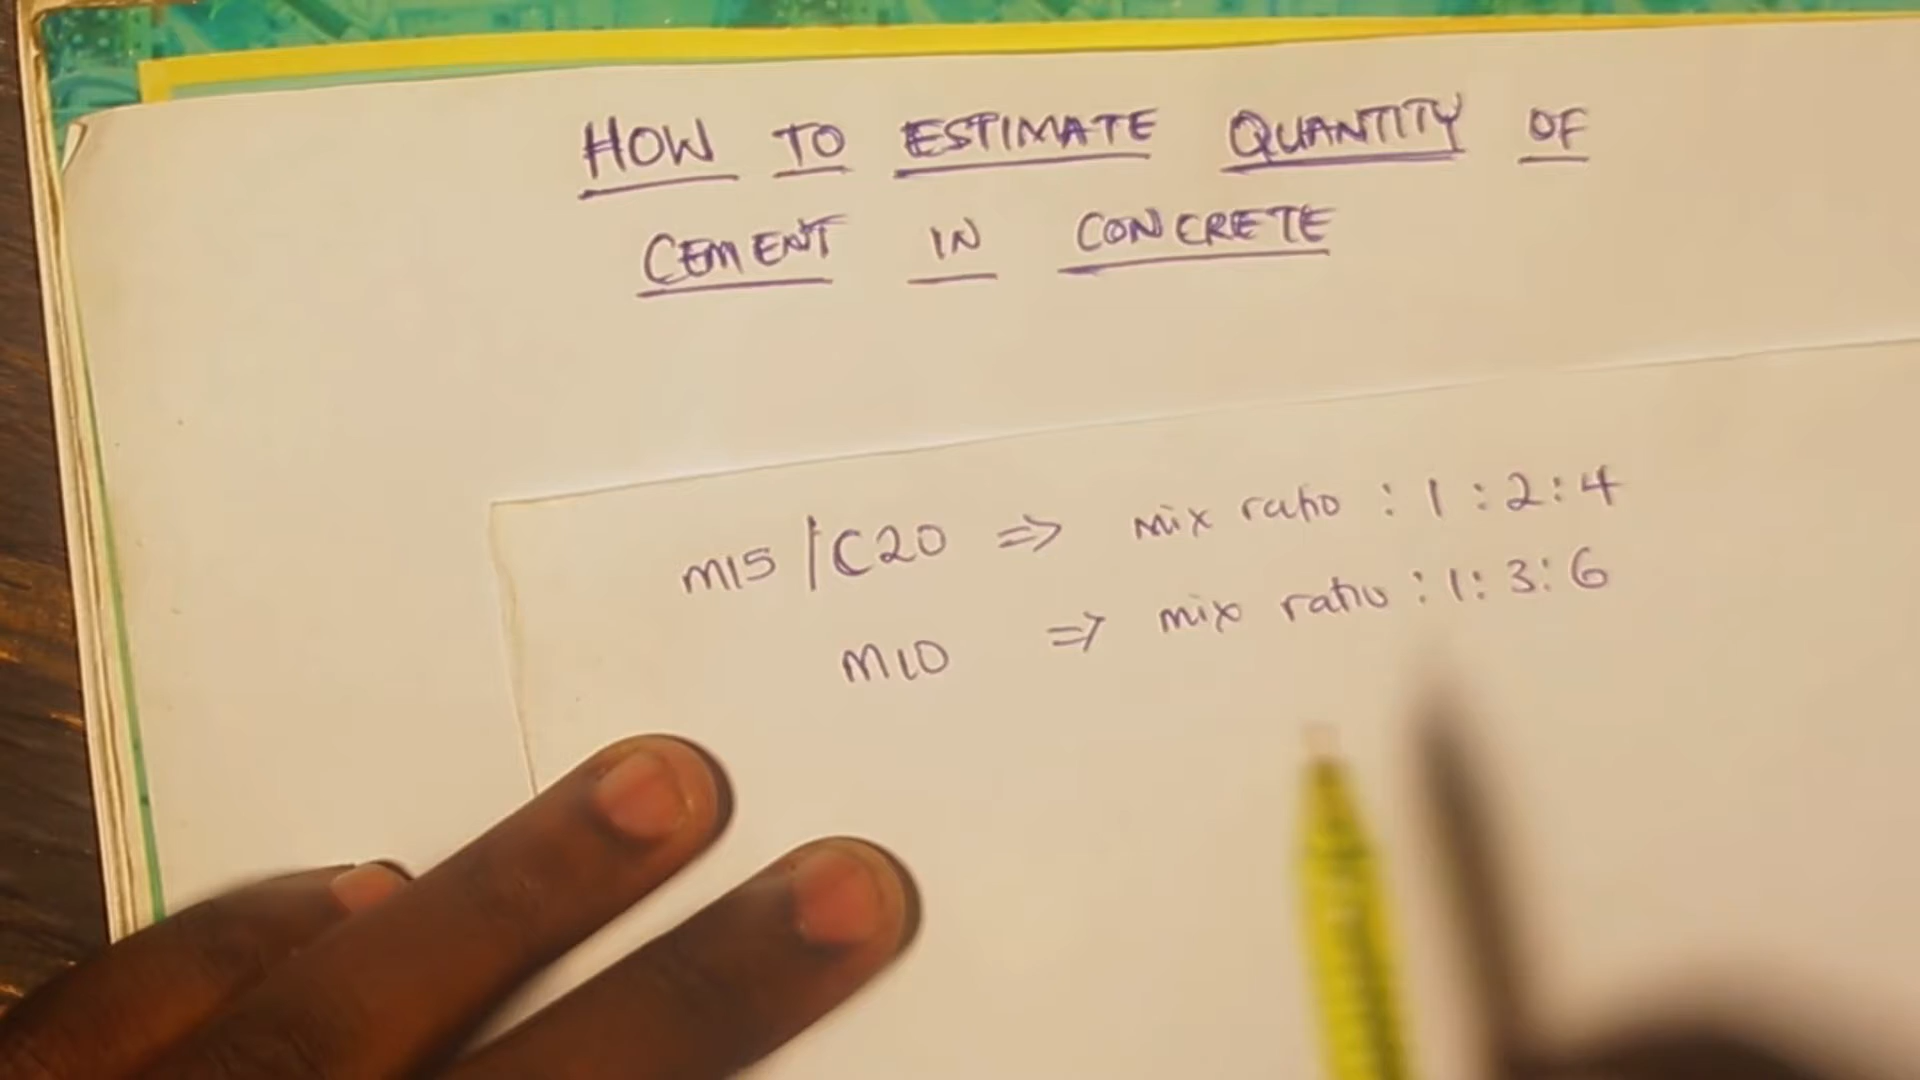 HOW TO ESTIMATE QUANTITY OF
CEMENT IN CONCRETE
M15 / C20 => mix ratio : 1 : 2 : 4
M10 => mix ratio : 1 : 3 : 6